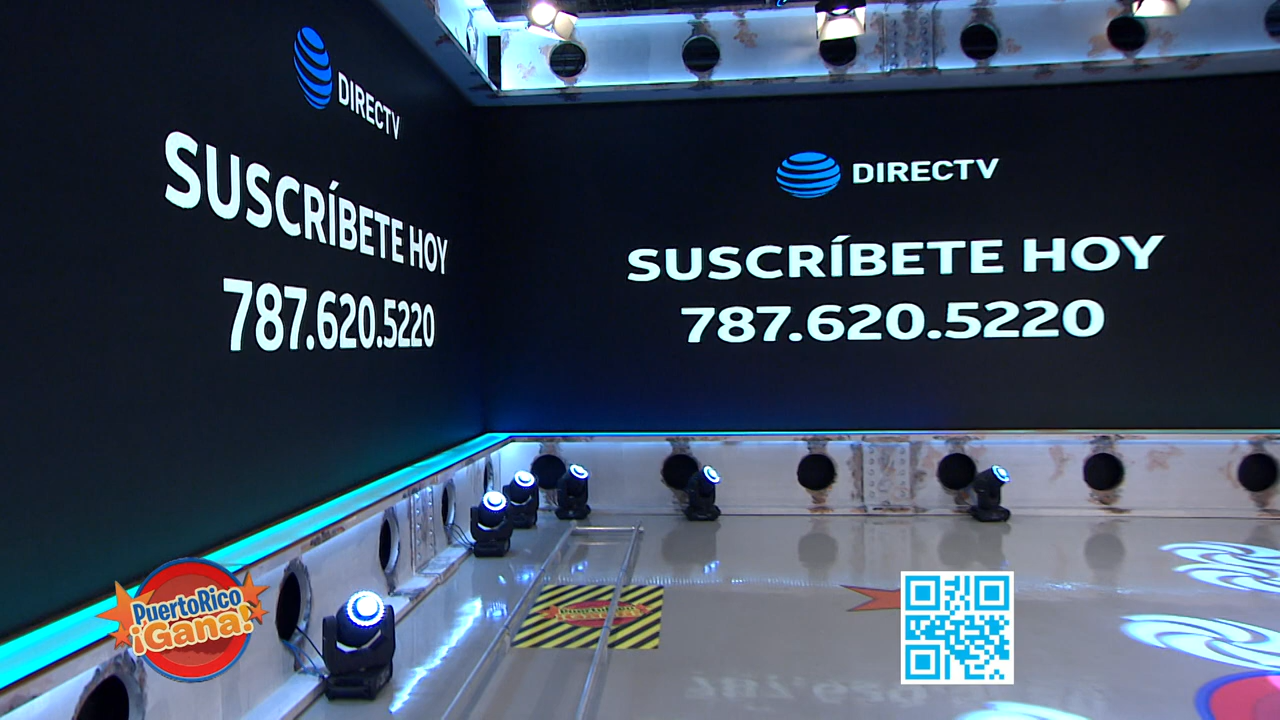 DIRECTV
SUSCRÍBETE HOY
787.620.5220
DIRECTV
SUSCRÍBETE HOY
787.620.5220
PuertoRico
¡Gana!